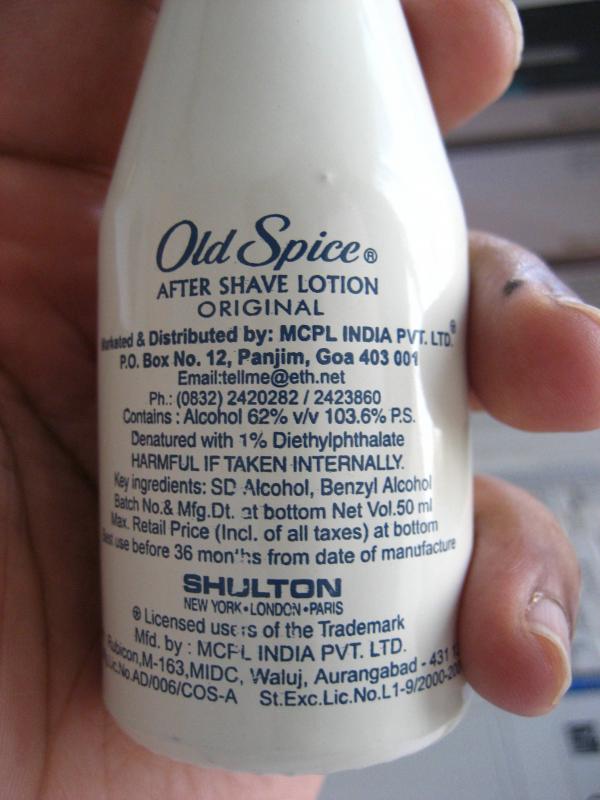 Old Spice®
AFTER SHAVE LOTION
ORIGINAL
& Distributed by: MCPL INDIA PVT. LTD.®
P.O. Box No. 12, Panjim, Goa 403 001
Email:tellme@eth.net
Ph.: (0832) 2420282 / 2423860
Contains : Alcohol 62% v/v 103.6% P.S.
Denatured with 1% Diethylphthalate
HARMFUL IF TAKEN INTERNALLY.
Key ingredients: SD Alcohol, Benzyl Alcohol
Batch No.& Mfg.Dt. at bottom Net Vol.50 ml
Max. Retail Price (Incl. of all taxes) at bottom
Best use before 36 months from date of manufacture
SHULTON
NEW YORK•LONDON•PARIS
® Licensed users of the Trademark
Mfd. by : MCPL INDIA PVT. LTD.
Rubicon,M-163,MIDC, Waluj, Aurangabad - 431
Lic.No.AD/006/COS-A St.Exc.Lic.No.L1-9/2000-